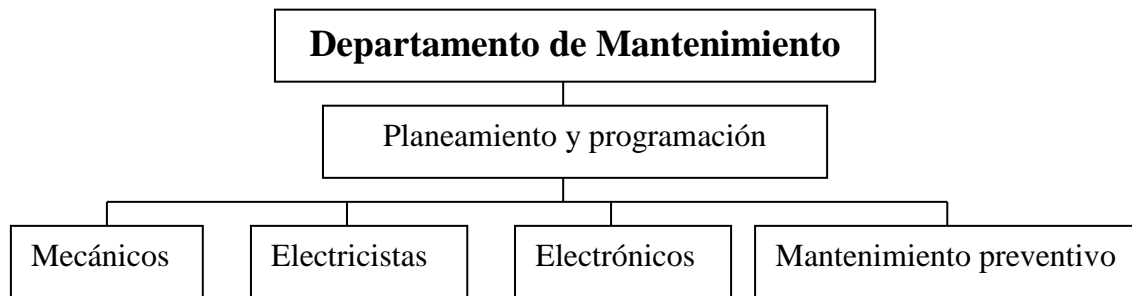 Departamento de Mantenimiento
Planeamiento y programación
Mecánicos
Electricistas
Electrónicos
Mantenimiento preventivo